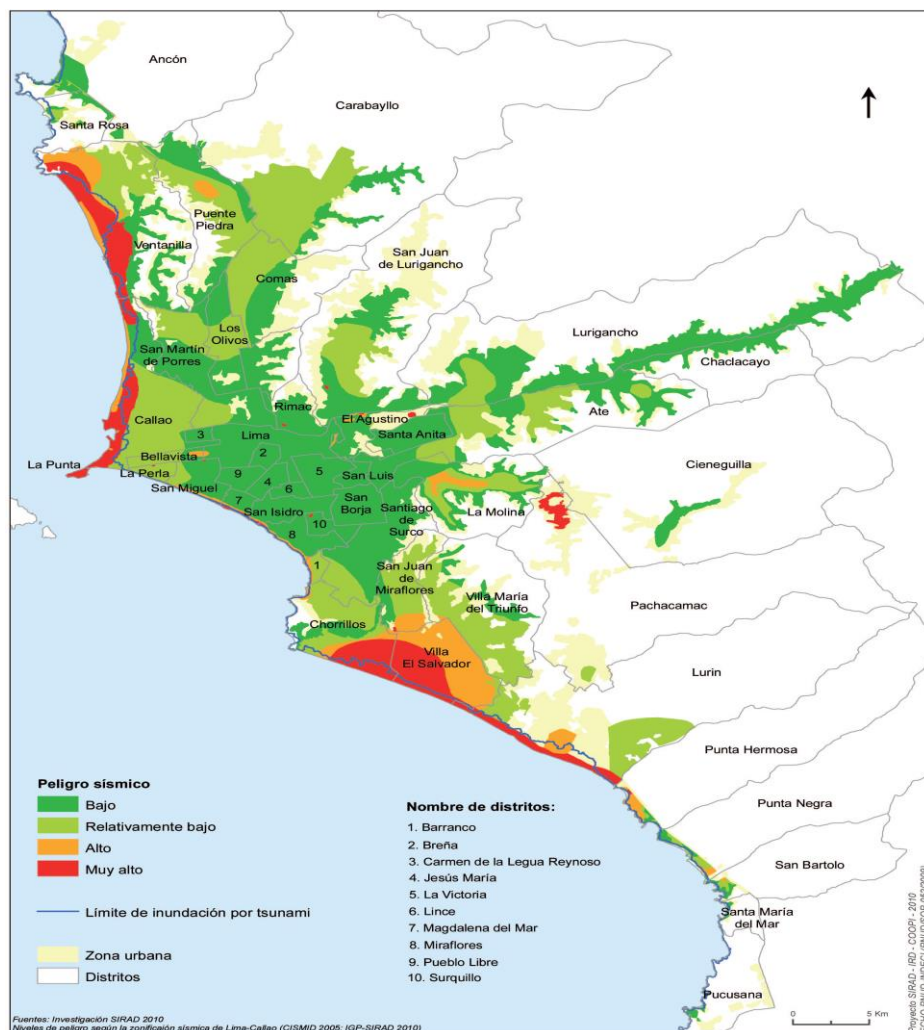 Ancón
Carabayllo
Santa Rosa
Puente
Piedra
Ventanilla
San Juan
de Lurigancho
Comas
Lurigancho
Los
Olivos
San Martín
de Porres
Chaclacayo
Rimac
Ate
Callao
El Agustino
3
Lima
Santa Anita
2
Cieneguilla
La Punta
Bellavista
La Perla
9
5
San Luis
4
6
San Miguel
7
San
Borja
San Isidro
Santiago
de
Surco
La Molina
10
8
1
San Juan
de
Miraflores
Villa María
del Triunfo
Pachacamac
Chorrillos
Villa
El Salvador
Lurin
Punta Hermosa
Punta Negra
San Bartolo
Santa María
del Mar
Pucusana
Peligro sísmico
Bajo
Relativamente bajo
Alto
Muy alto
Límite de inundación por tsunami
Zona urbana
Distritos
Nombre de distritos:
1. Barranco
2. Breña
3. Carmen de la Legua Reynoso
4. Jesús María
5. La Victoria
6. Lince
7. Magdalena del Mar
8. Miraflores
9. Pueblo Libre
10. Surquillo
0 5 Km
Fuentes: Investigación SIRAD 2010
Niveles de peligro según la zonificaión sísmica de Lima-Callao (CISMID 2005; IGP-SIRAD 2010)
Proyecto SIRAD - IRD - COOPI - 2010